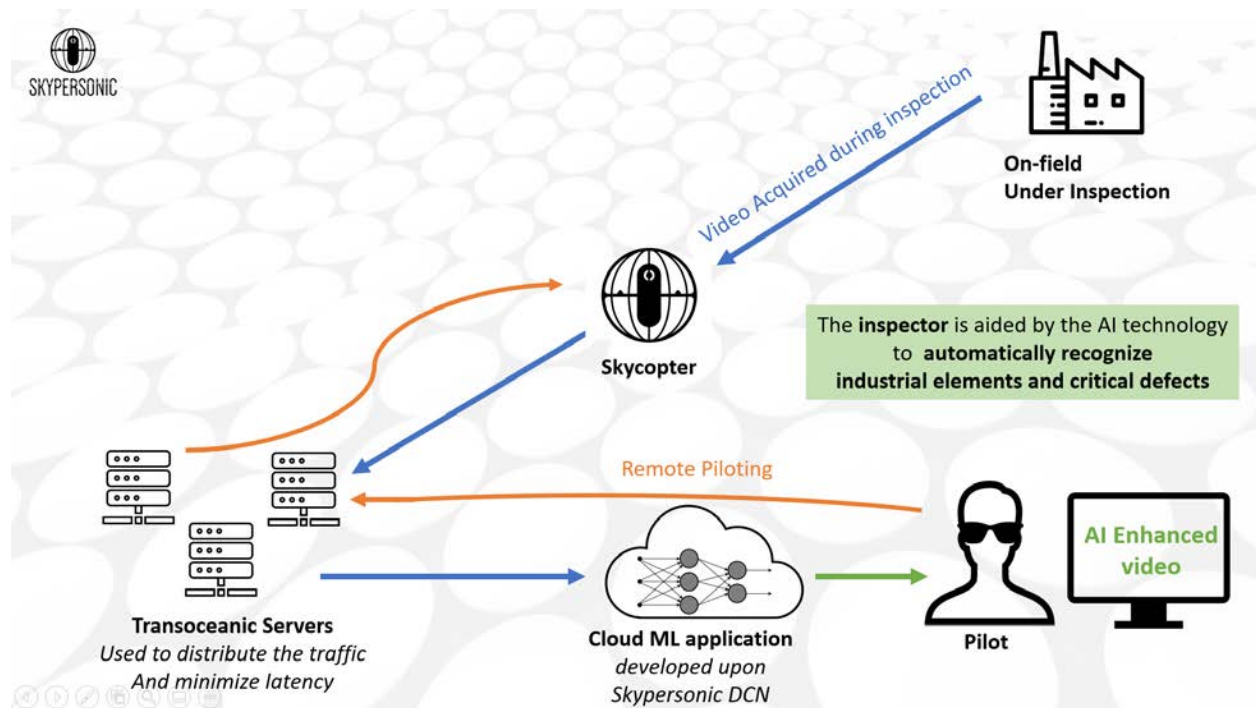 SKYPERSONIC
Video Acquired during inspection
On-field
Under Inspection
Skycopter
The inspector is aided by the AI technology
to automatically recognize
industrial elements and critical defects
Remote Piloting
AI Enhanced
video
Transoceanic Servers
Used to distribute the traffic
And minimize latency
Cloud ML application
developed upon
Skypersonic DCN
Pilot